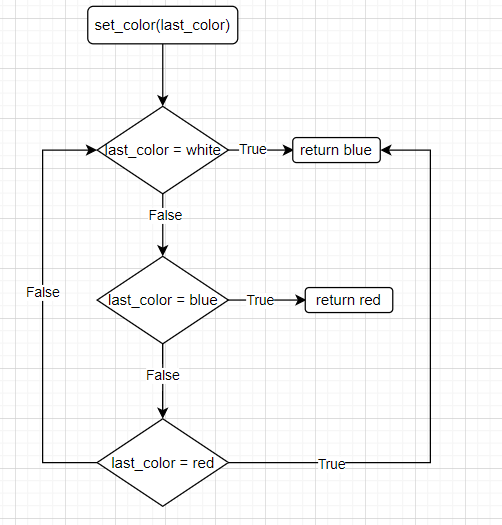 set_color(last_color)
last_color = white
True
return blue
False
last_color = blue
True
return red
False
False
last_color = red
True